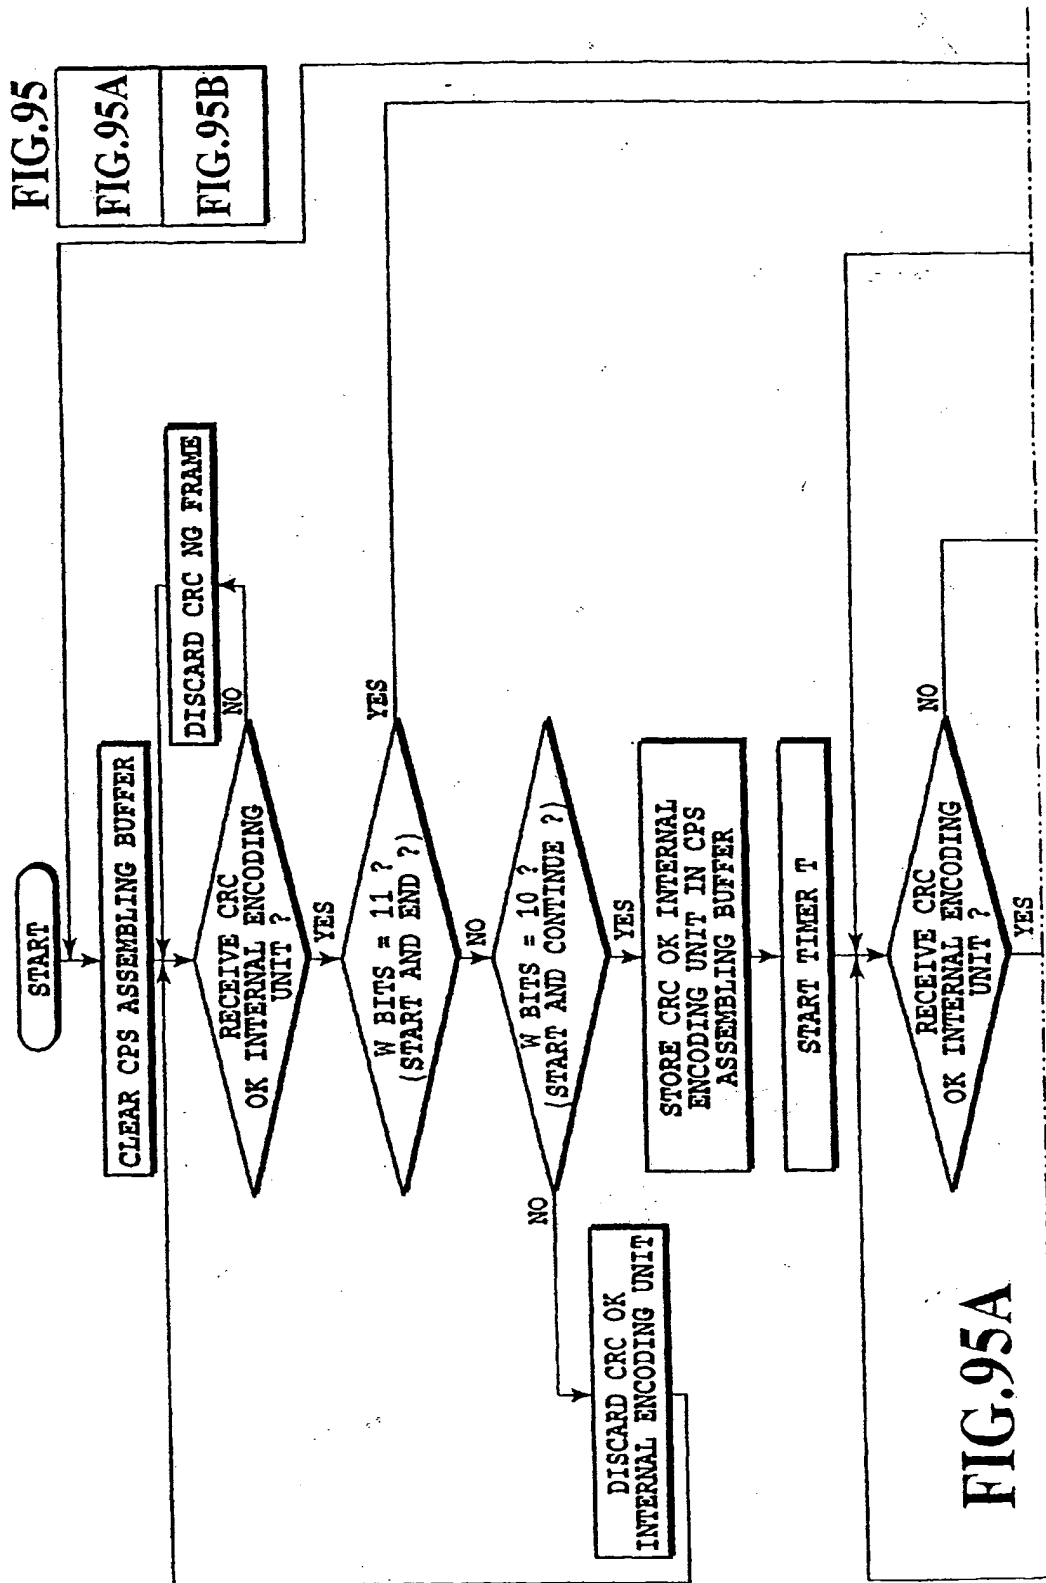 FIG.95
FIG.95A
FIG.95B
START
CLEAR CPS ASSEMBLING BUFFER
DISCARD CRC NG FRAME
RECEIVE CRC
OK INTERNAL ENCODING
UNIT ?
NO
YES
W BITS = 11 ?
(START AND END ?)
YES
NO
W BITS = 10 ?
(START AND CONTINUE ?)
NO
YES
DISCARD CRC OK
INTERNAL ENCODING UNIT
STORE CRC OK INTERNAL
ENCODING UNIT IN CPS
ASSEMBLING BUFFER
START TIMER T
RECEIVE CRC
OK INTERNAL ENCODING
UNIT ?
NO
YES
FIG.95A